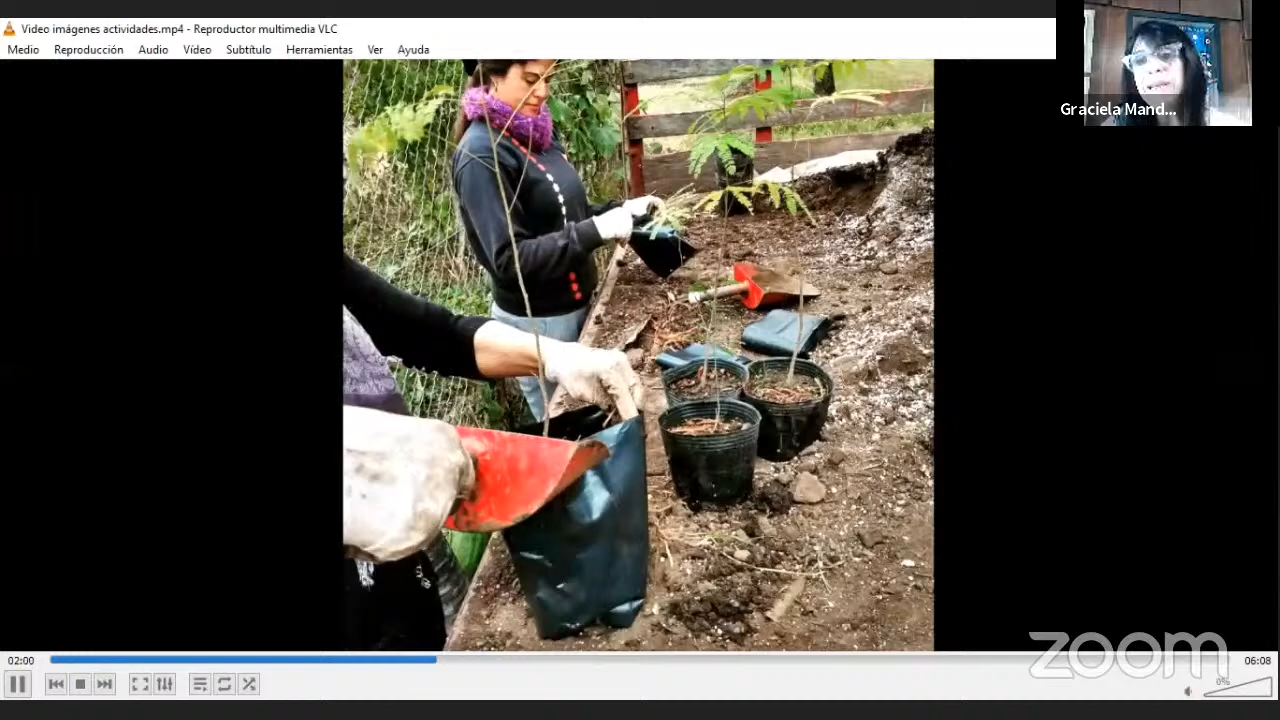 Video imágenes actividades.mp4 - Reproductor multimedia VLC
Medio Reproducción Audio Vídeo Subtítulo Herramientas Ver Ayuda
Graciela Mand...
02:00
06:08
zoom
0%